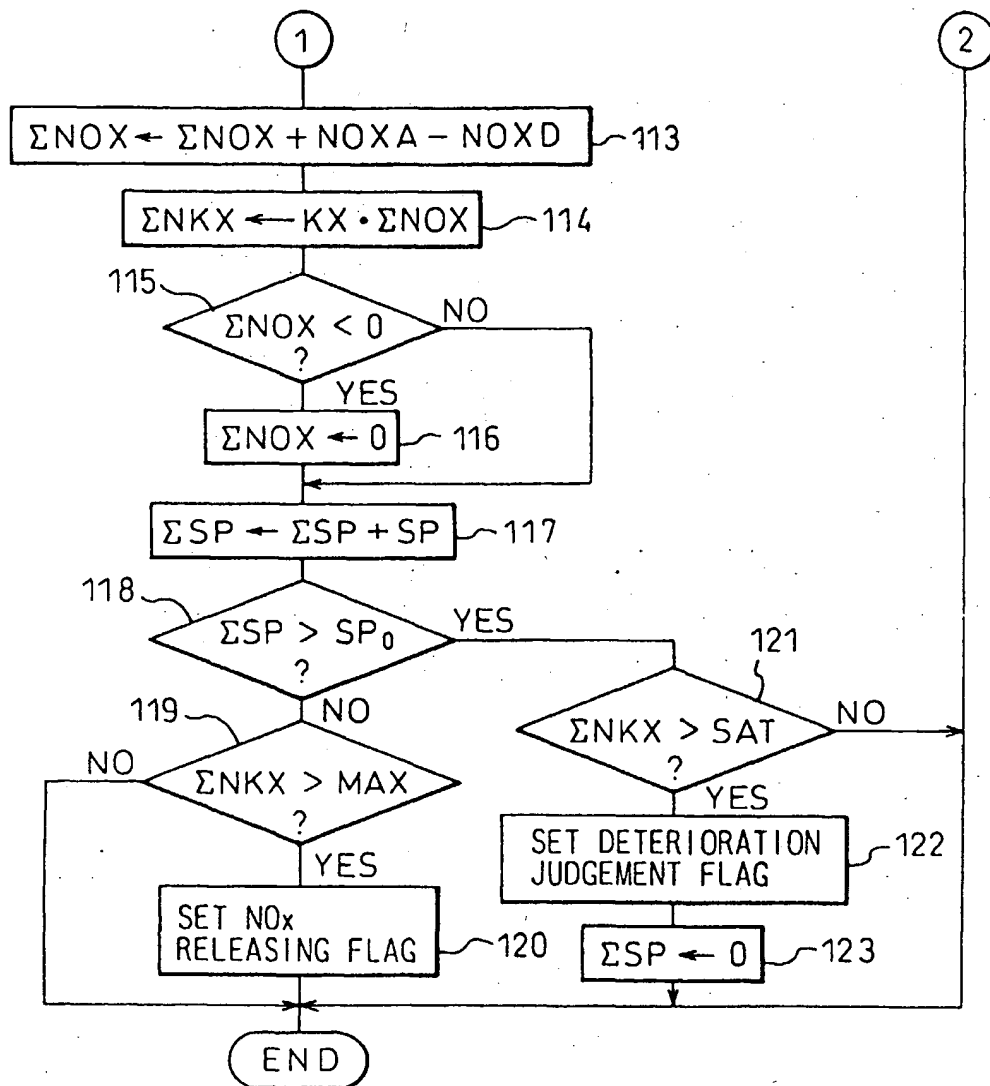 1
2
ΣNOX ← ΣNOX + NOXA − NOXD
113
ΣNKX ← KX · ΣNOX
114
115
ΣNOX < 0
?
NO
YES
ΣNOX ← 0
116
ΣSP ← ΣSP + SP
117
118
ΣSP > SP₀
?
YES
NO
121
ΣNKX > SAT
?
NO
YES
119
NO
ΣNKX > MAX
?
YES
SET DETERIORATION
JUDGEMENT FLAG
122
SET NOx
RELEASING FLAG
120
ΣSP ← 0
123
END